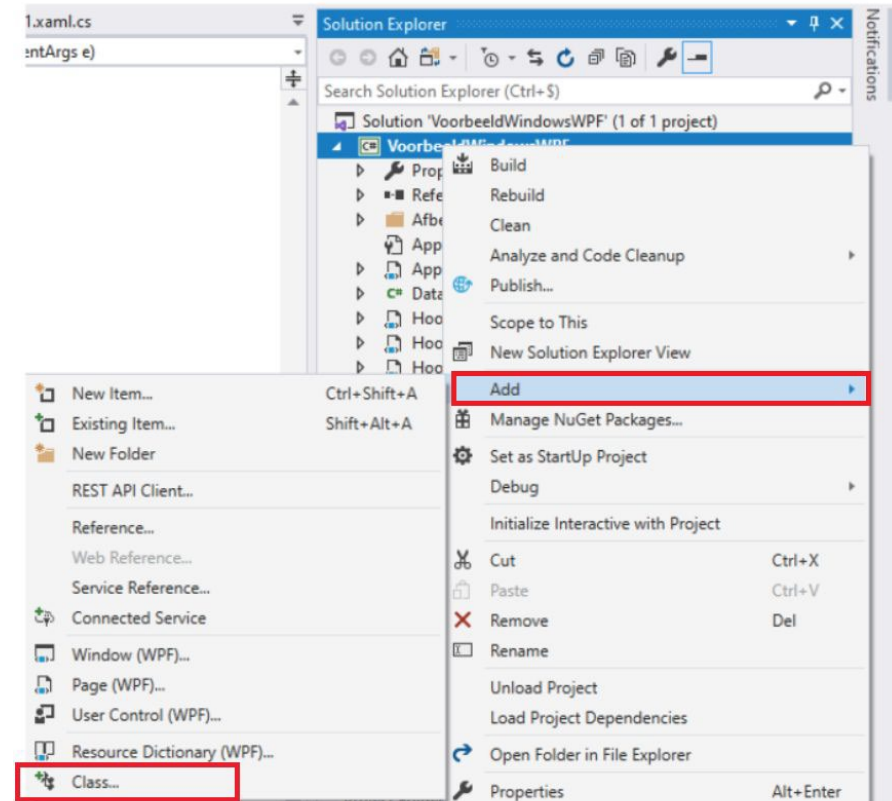 1.xaml.cs
entArgs e)
Solution Explorer
Search Solution Explorer (Ctrl+$)
Solution 'VoorbeeldWindowsWPF' (1 of 1 project)
VoorbeeldWindowsWPF
Prop
Refe
Afbe
App
App
Data
Hoo
Hoo
Hoo
Notifications
Build
Rebuild
Clean
Analyze and Code Cleanup
Publish...
Scope to This
New Solution Explorer View
Add
Manage NuGet Packages...
Set as StartUp Project
Debug
Initialize Interactive with Project
Cut Ctrl+X
Paste Ctrl+V
Remove Del
Rename
Unload Project
Load Project Dependencies
Open Folder in File Explorer
Properties Alt+Enter
New Item... Ctrl+Shift+A
Existing Item... Shift+Alt+A
New Folder
REST API Client...
Reference...
Web Reference...
Service Reference...
Connected Service
Window (WPF)...
Page (WPF)...
User Control (WPF)...
Resource Dictionary (WPF)...
Class...